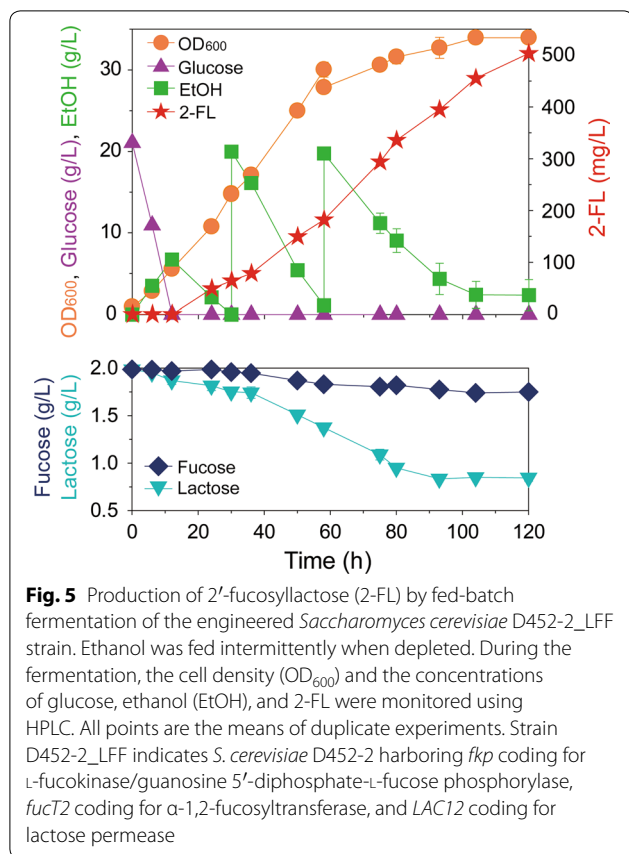 OD600, Glucose (g/L), EtOH (g/L)
30
20
10
0
OD600
Glucose
EtOH
2-FL
500
400
300
200
100
0
2-FL (mg/L)
Fucose (g/L)
Lactose (g/L)
2.0
1.5
1.0
0.5
Fucose
Lactose
0 20 40 60 80 100 120
Time (h)
Fig. 5 Production of 2′-fucosyllactose (2-FL) by fed-batch
fermentation of the engineered Saccharomyces cerevisiae D452-2_LFF
strain. Ethanol was fed intermittently when depleted. During the
fermentation, the cell density (OD600) and the concentrations
of glucose, ethanol (EtOH), and 2-FL were monitored using
HPLC. All points are the means of duplicate experiments. Strain
D452-2_LFF indicates S. cerevisiae D452-2 harboring fkp coding for
L-fucokinase/guanosine 5′-diphosphate-L-fucose phosphorylase,
fucT2 coding for α-1,2-fucosyltransferase, and LAC12 coding for
lactose permease